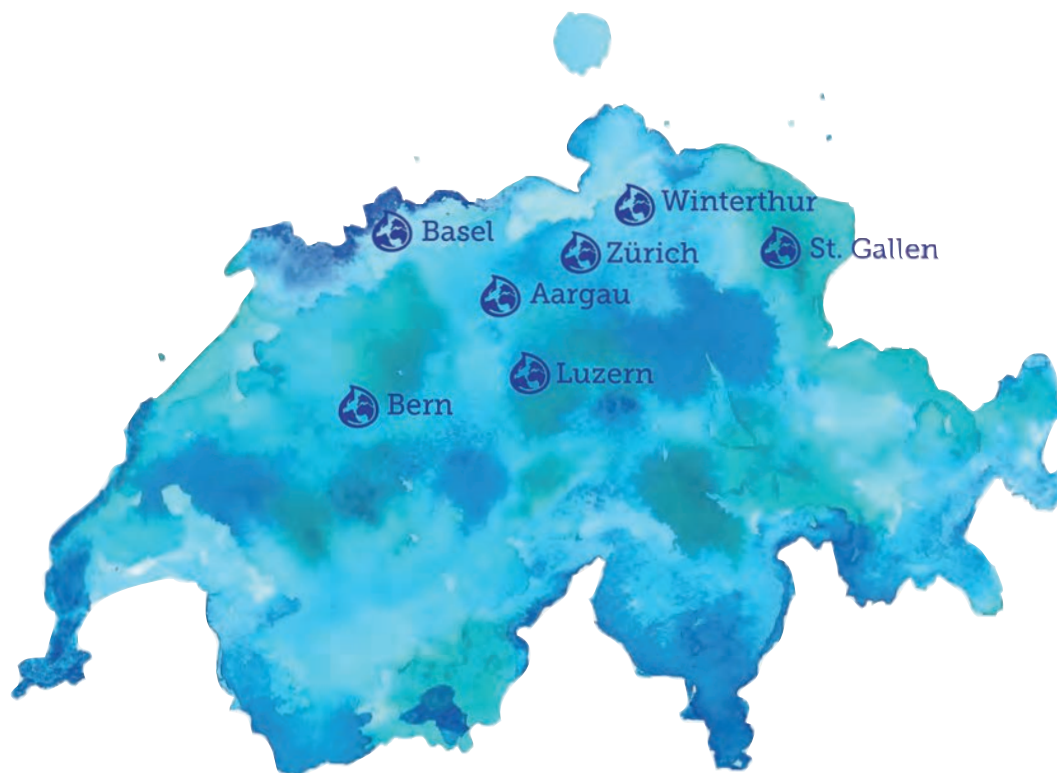 Winterthur
Basel
Zürich
St. Gallen
Aargau
Luzern
Bern